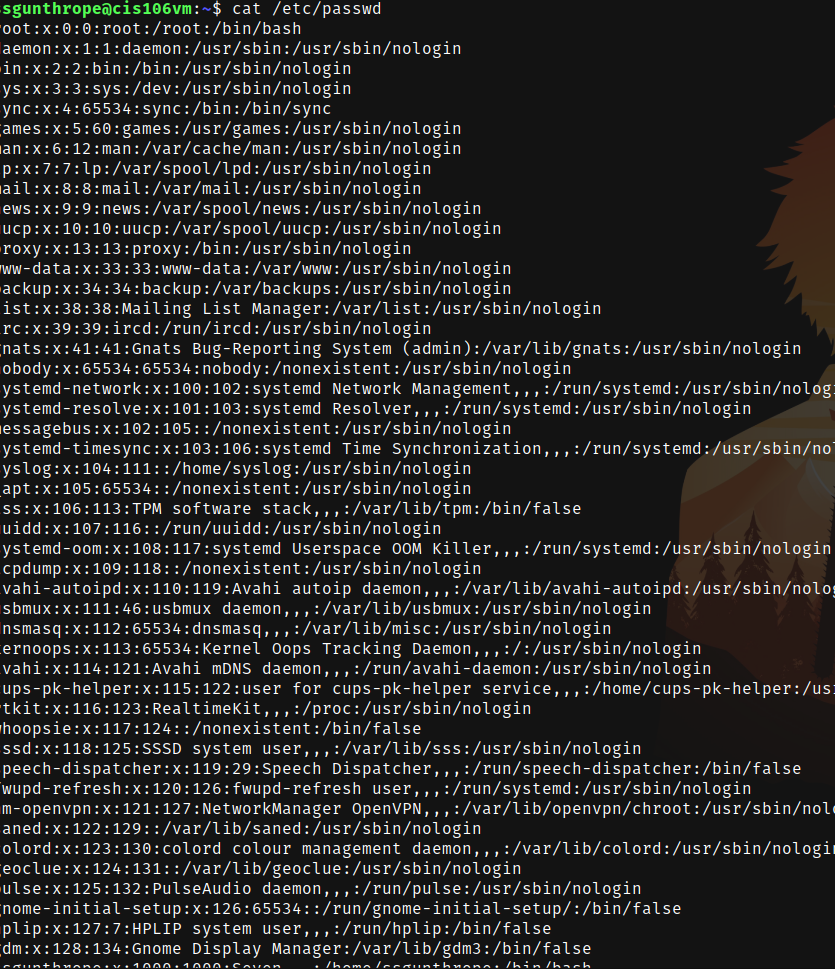 ssgunthrope@cis106vm:~$ cat /etc/passwd
root:x:0:0:root:/root:/bin/bash
daemon:x:1:1:daemon:/usr/sbin:/usr/sbin/nologin
bin:x:2:2:bin:/bin:/usr/sbin/nologin
sys:x:3:3:sys:/dev:/usr/sbin/nologin
sync:x:4:65534:sync:/bin:/bin/sync
games:x:5:60:games:/usr/games:/usr/sbin/nologin
man:x:6:12:man:/var/cache/man:/usr/sbin/nologin
lp:x:7:7:lp:/var/spool/lpd:/usr/sbin/nologin
mail:x:8:8:mail:/var/mail:/usr/sbin/nologin
news:x:9:9:news:/var/spool/news:/usr/sbin/nologin
uucp:x:10:10:uucp:/var/spool/uucp:/usr/sbin/nologin
proxy:x:13:13:proxy:/bin:/usr/sbin/nologin
www-data:x:33:33:www-data:/var/www:/usr/sbin/nologin
backup:x:34:34:backup:/var/backups:/usr/sbin/nologin
list:x:38:38:Mailing List Manager:/var/list:/usr/sbin/nologin
irc:x:39:39:ircd:/run/ircd:/usr/sbin/nologin
gnats:x:41:41:Gnats Bug-Reporting System (admin):/var/lib/gnats:/usr/sbin/nologin
nobody:x:65534:65534:nobody:/nonexistent:/usr/sbin/nologin
systemd-network:x:100:102:systemd Network Management,,,:/run/systemd:/usr/sbin/nologi
systemd-resolve:x:101:103:systemd Resolver,,,:/run/systemd:/usr/sbin/nologin
messagebus:x:102:105::/nonexistent:/usr/sbin/nologin
systemd-timesync:x:103:106:systemd Time Synchronization,,,:/run/systemd:/usr/sbin/nol
syslog:x:104:111::/home/syslog:/usr/sbin/nologin
_apt:x:105:65534::/nonexistent:/usr/sbin/nologin
tss:x:106:113:TPM software stack,,,:/var/lib/tpm:/bin/false
uuidd:x:107:116::/run/uuidd:/usr/sbin/nologin
systemd-oom:x:108:117:systemd Userspace OOM Killer,,,:/run/systemd:/usr/sbin/nologin
tcpdump:x:109:118::/nonexistent:/usr/sbin/nologin
avahi-autoipd:x:110:119:Avahi autoip daemon,,,:/var/lib/avahi-autoipd:/usr/sbin/nolog
usbmux:x:111:46:usbmux daemon,,,:/var/lib/usbmux:/usr/sbin/nologin
dnsmasq:x:112:65534:dnsmasq,,,:/var/lib/misc:/usr/sbin/nologin
kernoops:x:113:65534:Kernel Oops Tracking Daemon,,,:/:/usr/sbin/nologin
avahi:x:114:121:Avahi mDNS daemon,,,:/run/avahi-daemon:/usr/sbin/nologin
cups-pk-helper:x:115:122:user for cups-pk-helper service,,,:/home/cups-pk-helper:/usr
rtkit:x:116:123:RealtimeKit,,,:/proc:/usr/sbin/nologin
whoopsie:x:117:124::/nonexistent:/bin/false
sssd:x:118:125:SSSD system user,,,:/var/lib/sss:/usr/sbin/nologin
speech-dispatcher:x:119:29:Speech Dispatcher,,,:/run/speech-dispatcher:/bin/false
fwupd-refresh:x:120:126:fwupd-refresh user,,,:/run/systemd:/usr/sbin/nologin
nm-openvpn:x:121:127:NetworkManager OpenVPN,,,:/var/lib/openvpn/chroot:/usr/sbin/nolo
saned:x:122:129::/var/lib/saned:/usr/sbin/nologin
colord:x:123:130:colord colour management daemon,,,:/var/lib/colord:/usr/sbin/nologin
geoclue:x:124:131::/var/lib/geoclue:/usr/sbin/nologin
pulse:x:125:132:PulseAudio daemon,,,:/run/pulse:/usr/sbin/nologin
gnome-initial-setup:x:126:65534::/run/gnome-initial-setup/:/bin/false
hplip:x:127:7:HPLIP system user,,,:/run/hplip:/bin/false
gdm:x:128:134:Gnome Display Manager:/var/lib/gdm3:/bin/false
ssgunthrope:x:1000:1000:Seven,,,:/home/ssgunthrope:/bin/bash